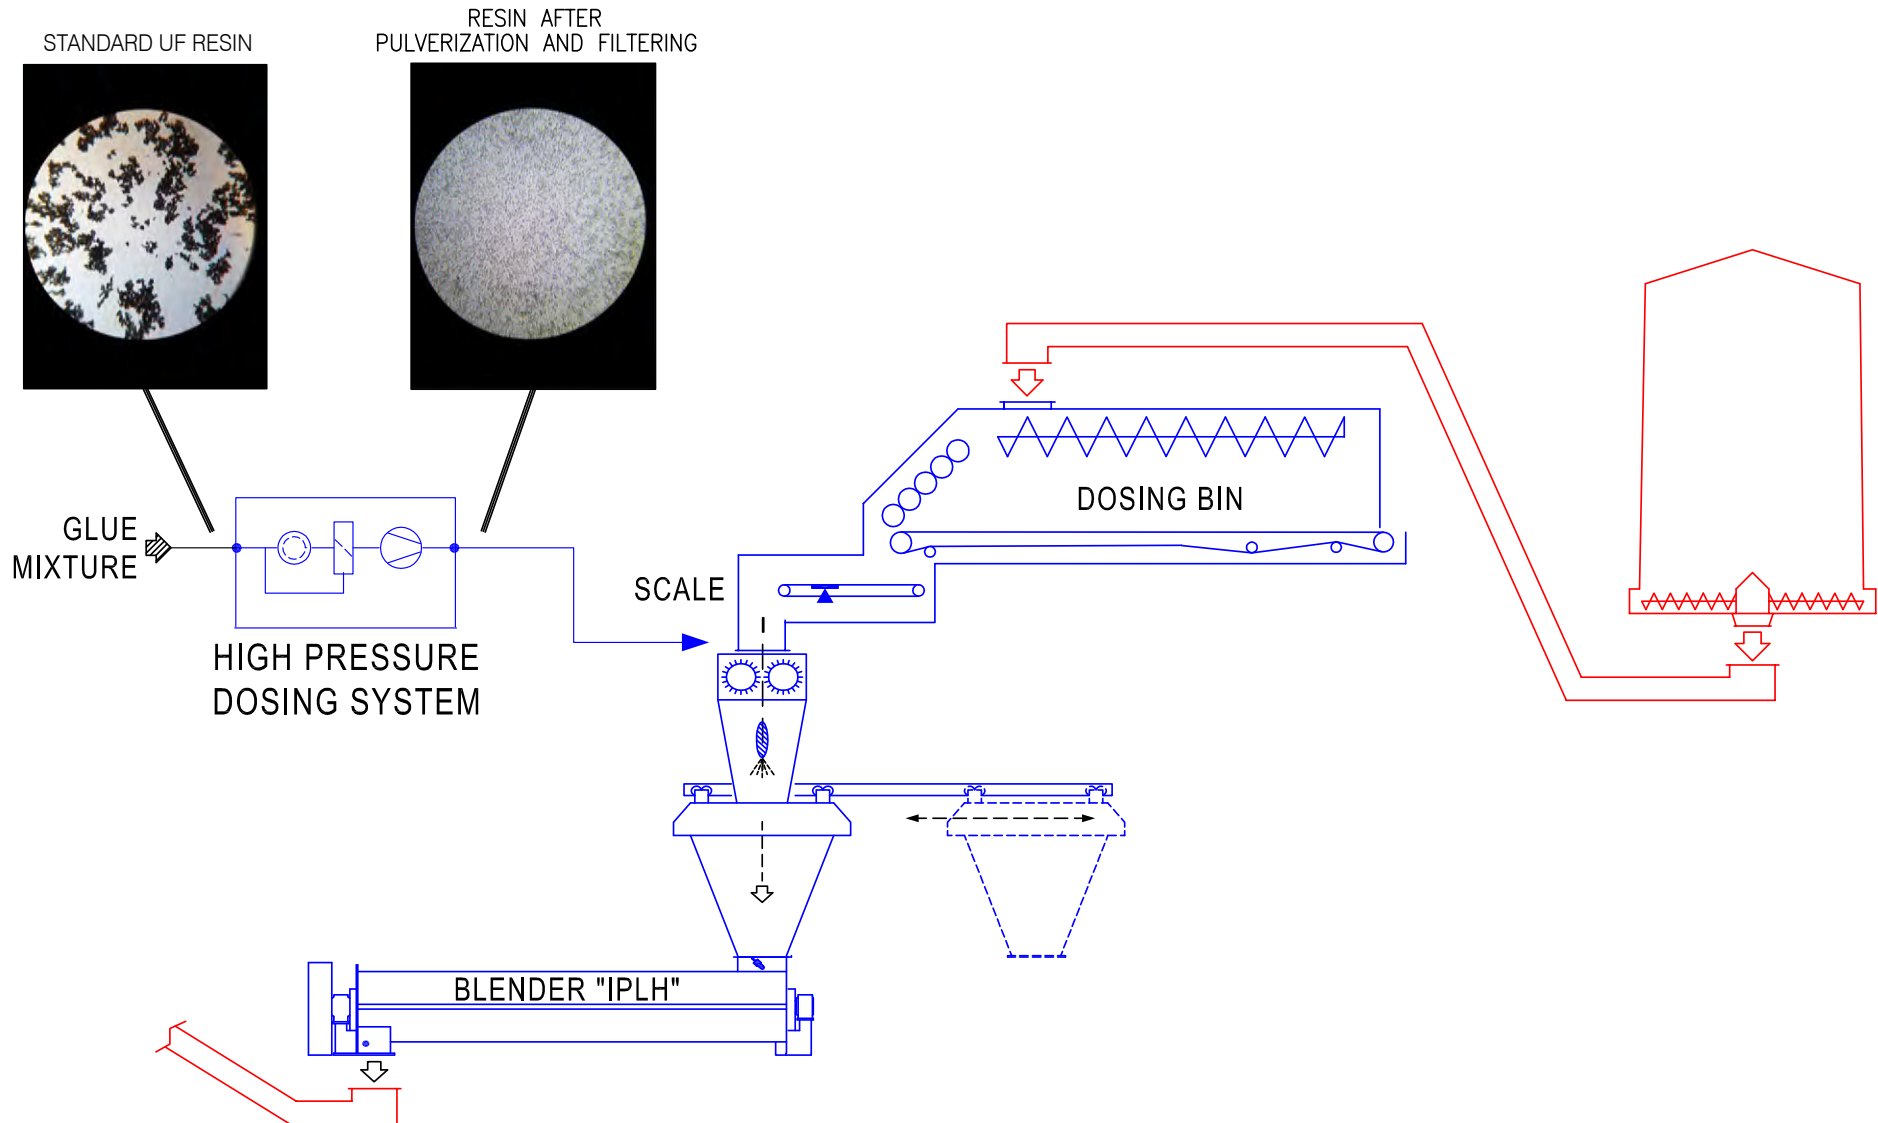 STANDARD UF RESIN
RESIN AFTER
PULVERIZATION AND FILTERING
GLUE
MIXTURE
HIGH PRESSURE
DOSING SYSTEM
SCALE
DOSING BIN
BLENDER "IPLH"